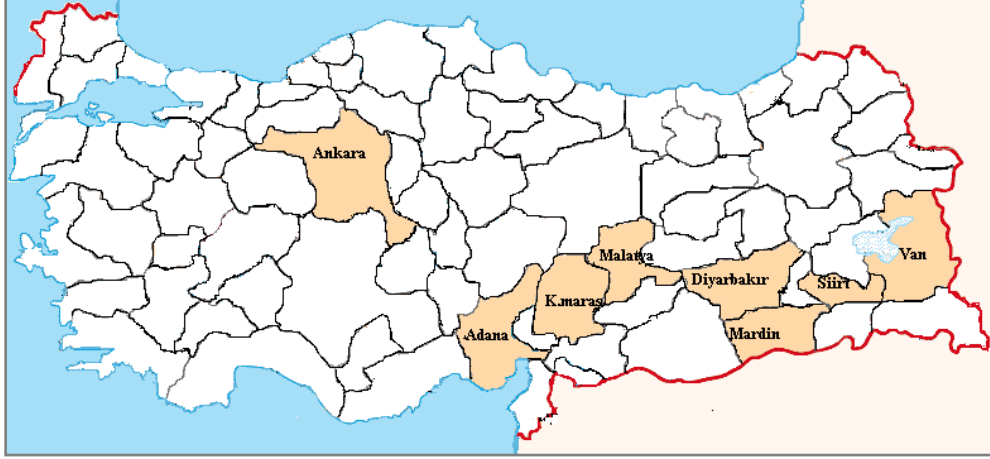 Ankara
Malatya
Van
Diyarbakır
Siirt
K.maraş
Adana
Mardin